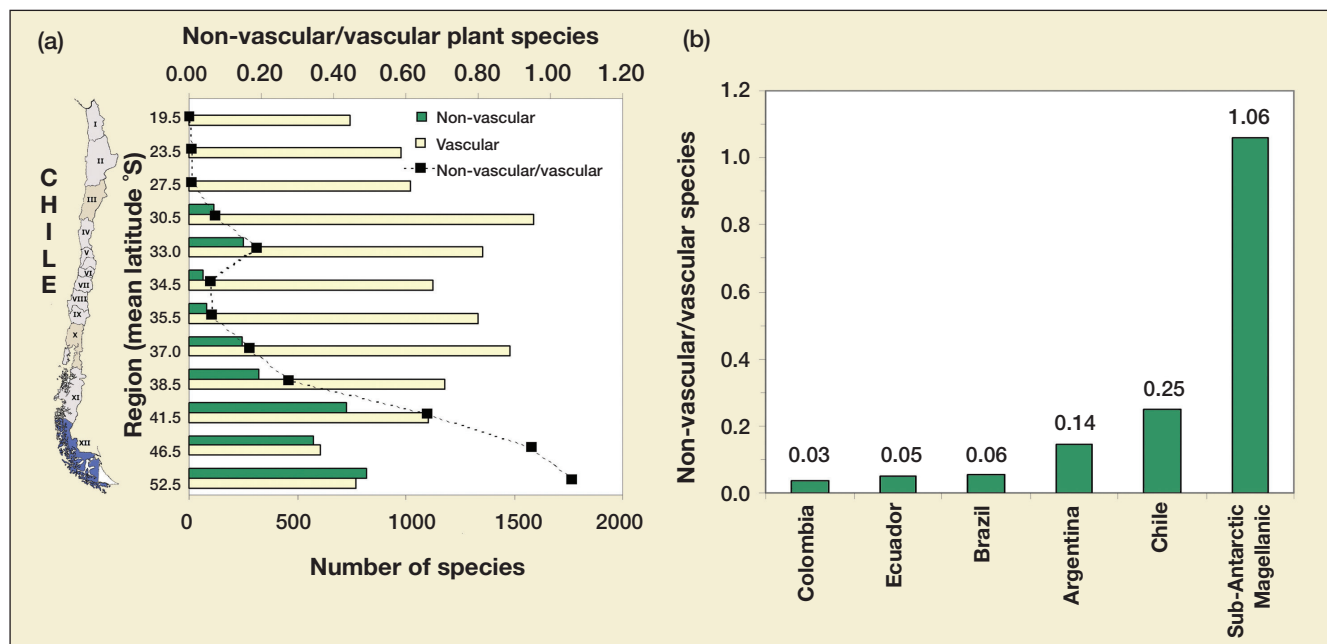 (a)
Non-vascular/vascular plant species
0.00 0.20 0.40 0.60 0.80 1.00 1.20
Non-vascular
Vascular
Non-vascular/vascular
CHILE
I
II
III
IV
V
VI
VII
VIII
IX
X
XI
XII
Region (mean latitude °S)
19.5
23.5
27.5
30.5
33.0
34.5
35.5
37.0
38.5
41.5
46.5
52.5
0 500 1000 1500 2000
Number of species
(b)
Non-vascular/vascular species
1.2
1.0
0.8
0.6
0.4
0.2
0.0
0.03
0.05
0.06
0.14
0.25
1.06
Colombia
Ecuador
Brazil
Argentina
Chile
Sub-Antarctic
Magellanic